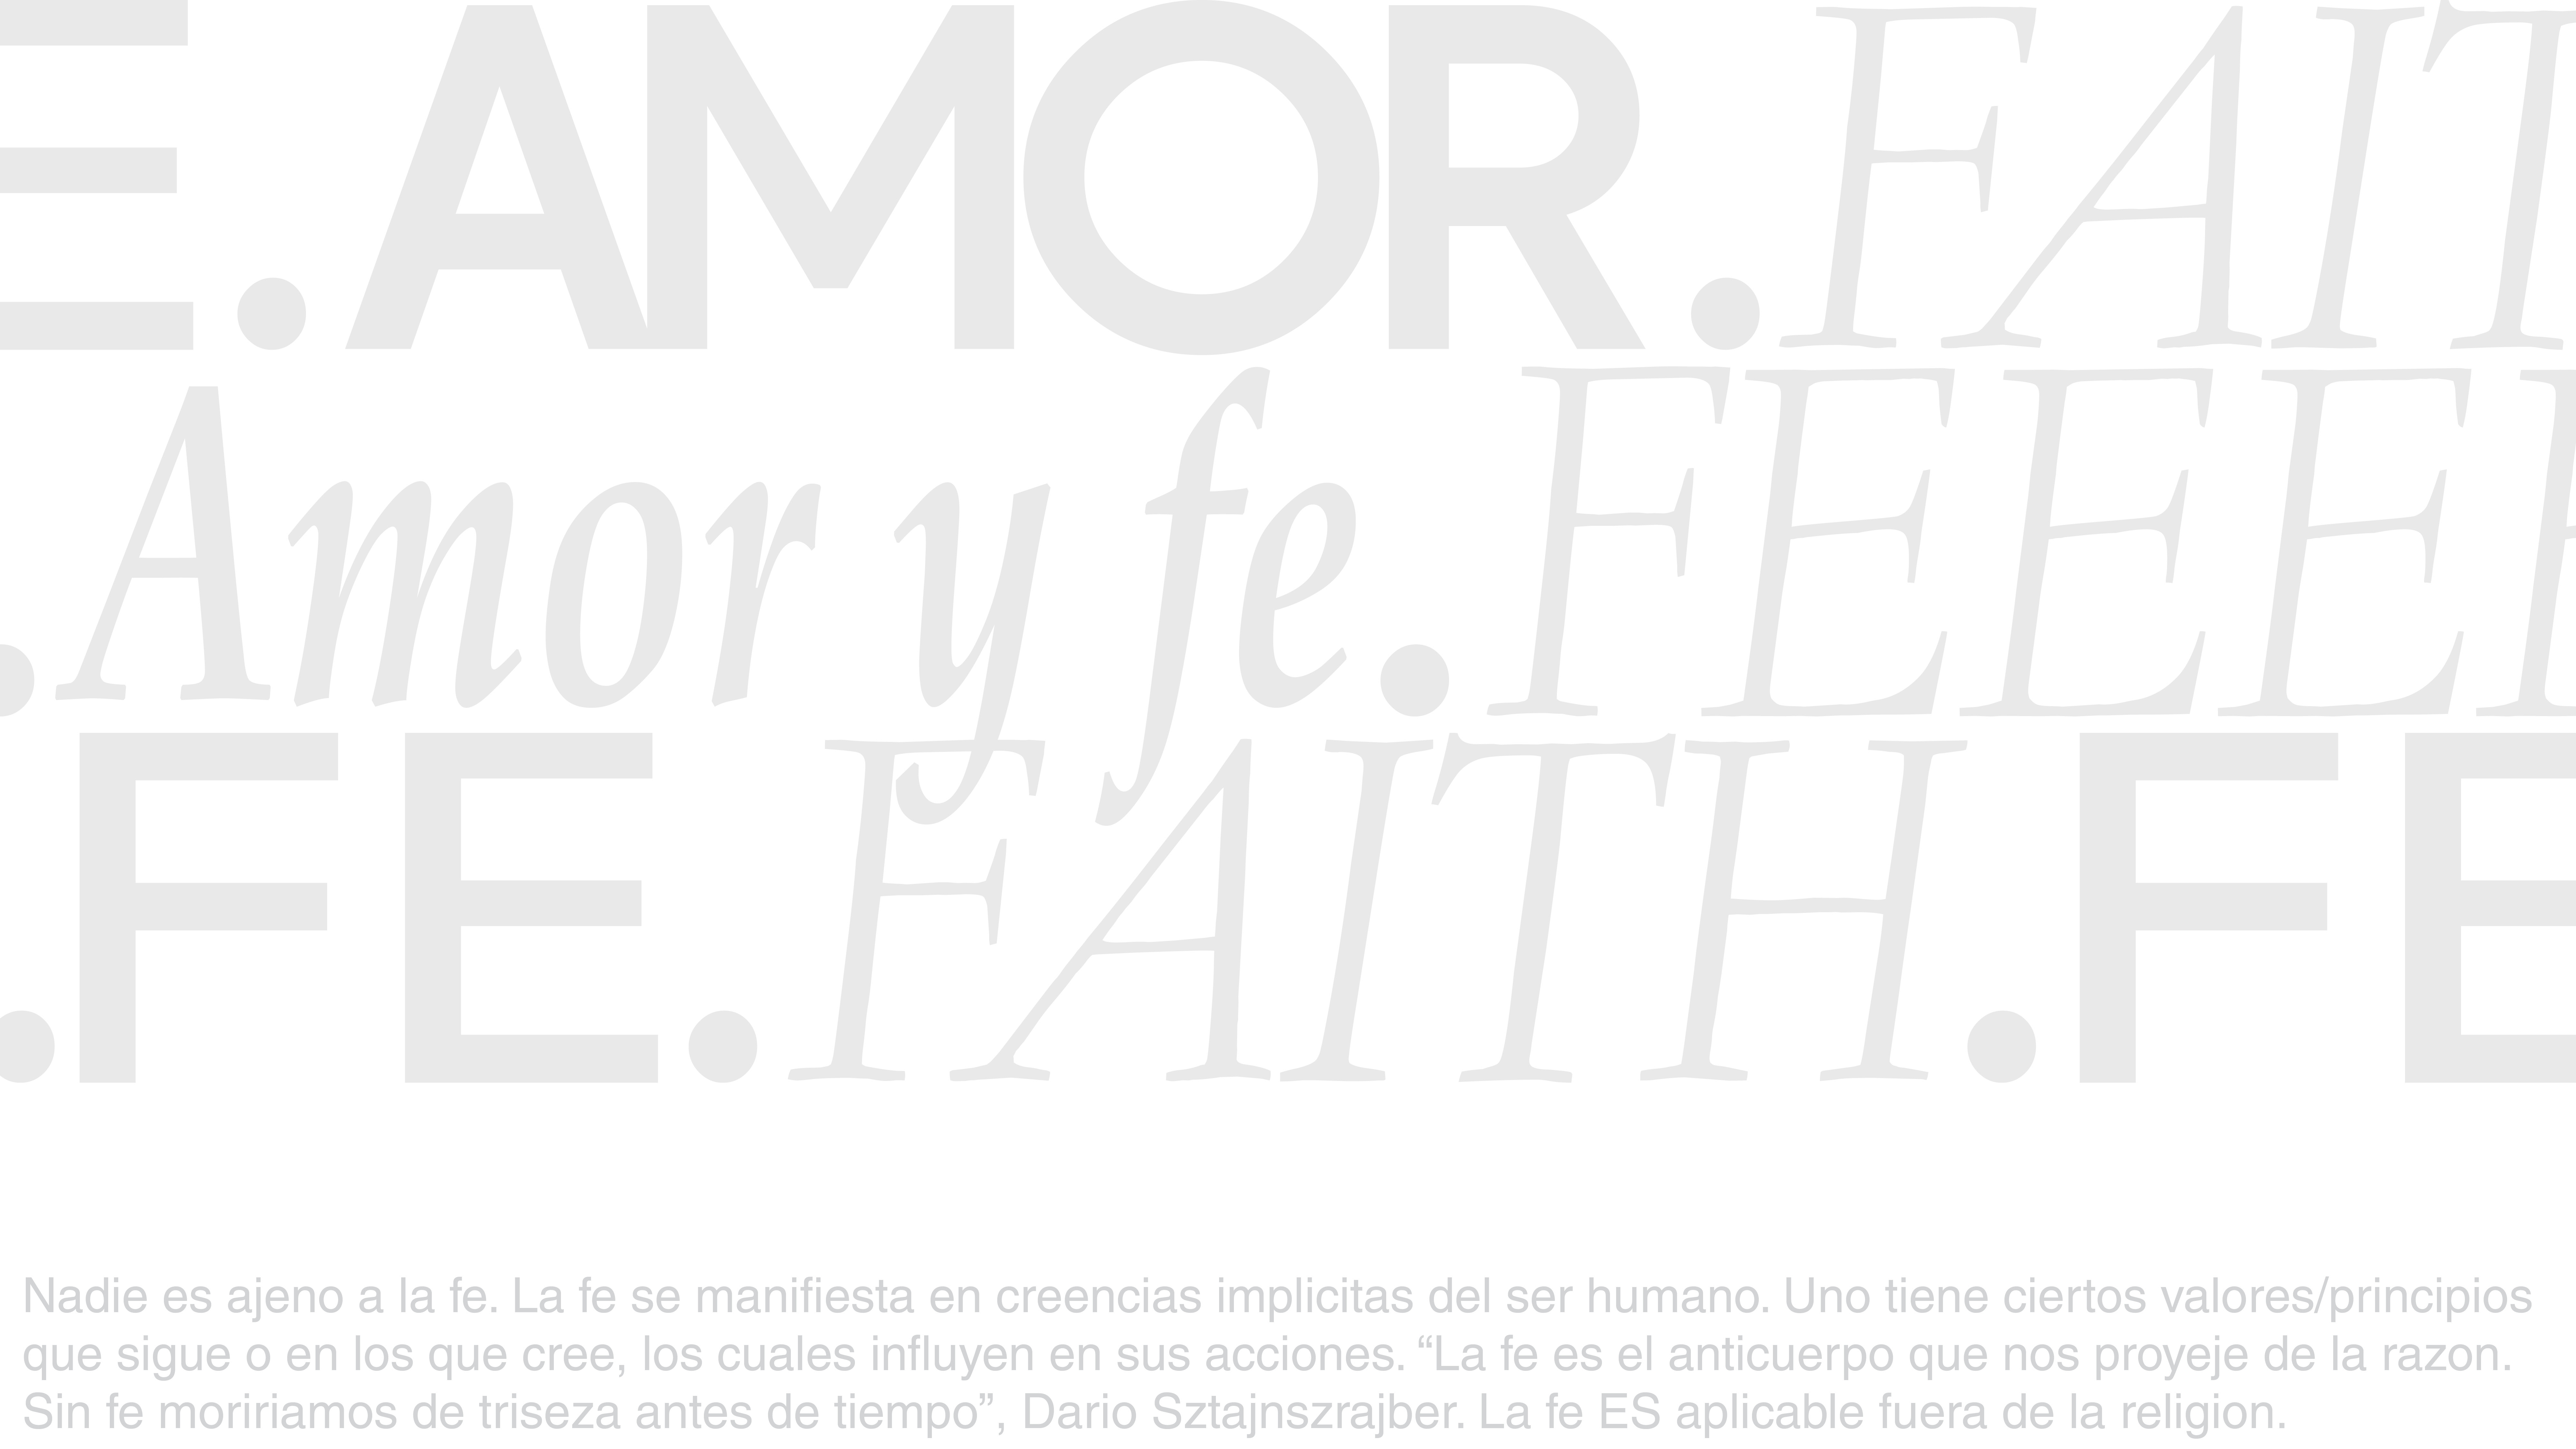 E.AMOR.FAIT
.Amor y fe.FEEE
.FE.FAITH.FE
Nadie es ajeno a la fe. La fe se manifiesta en creencias implicitas del ser humano. Uno tiene ciertos valores/principios
que sigue o en los que cree, los cuales influyen en sus acciones. “La fe es el anticuerpo que nos proyeje de la razon.
Sin fe moririamos de triseza antes de tiempo”, Dario Sztajnszrajber. La fe ES aplicable fuera de la religion.